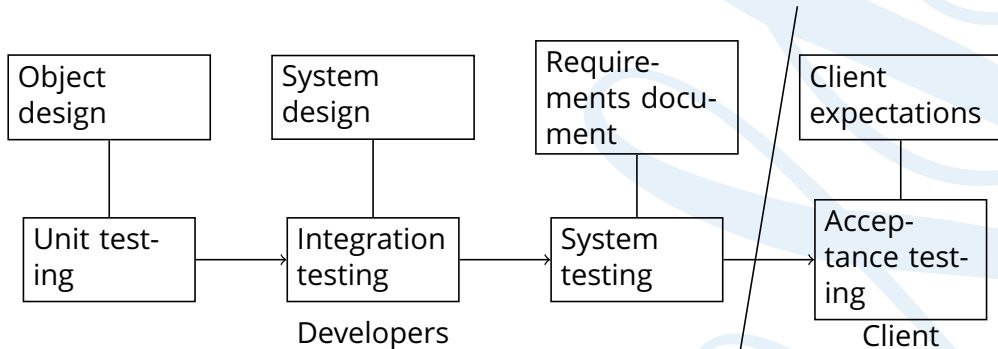 Object
design
System
design
Require-
ments docu-
ment
Client
expectations
Unit test-
ing
Integration
testing
System
testing
Accep-
tance test-
ing
Developers
Client